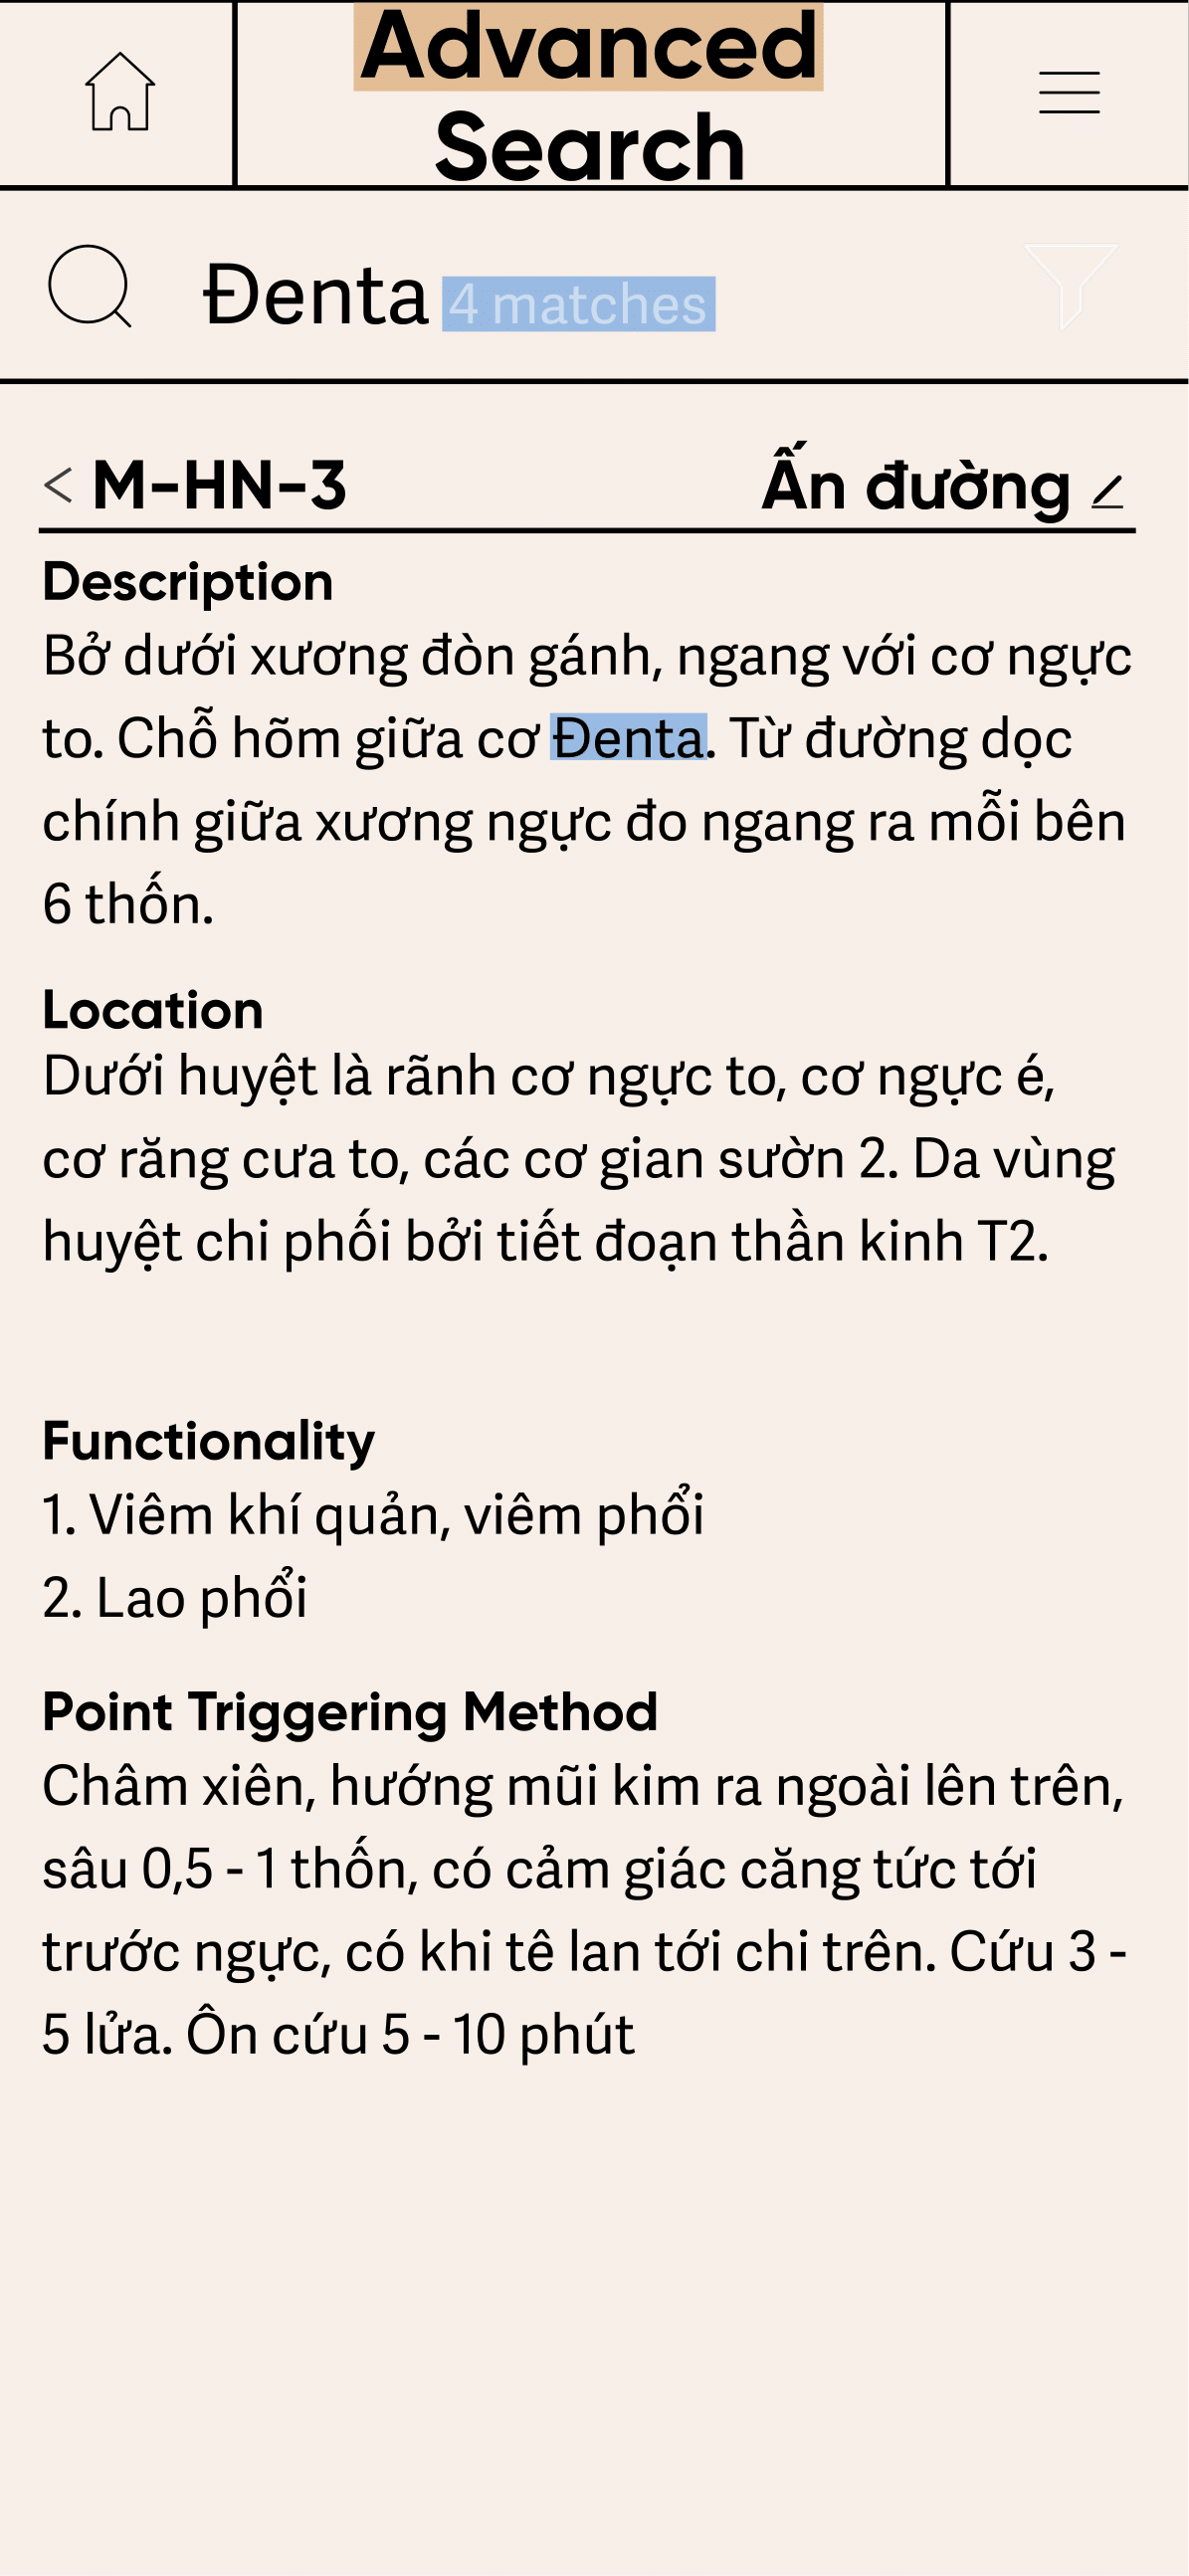 Advanced
Search
Đenta 4 matches
< M-HN-3 Ấn đường
Description
Bở dưới xương đòn gánh, ngang với cơ ngực
to. Chỗ hõm giữa cơ Đenta. Từ đường dọc
chính giữa xương ngực đo ngang ra mỗi bên
6 thốn.
Location
Dưới huyệt là rãnh cơ ngực to, cơ ngực é,
cơ răng cưa to, các cơ gian sườn 2. Da vùng
huyệt chi phối bởi tiết đoạn thần kinh T2.
Functionality
1. Viêm khí quản, viêm phổi
2. Lao phổi
Point Triggering Method
Châm xiên, hướng mũi kim ra ngoài lên trên,
sâu 0,5 - 1 thốn, có cảm giác căng tức tới
trước ngực, có khi tê lan tới chi trên. Cứu 3 -
5 lửa. Ôn cứu 5 - 10 phút